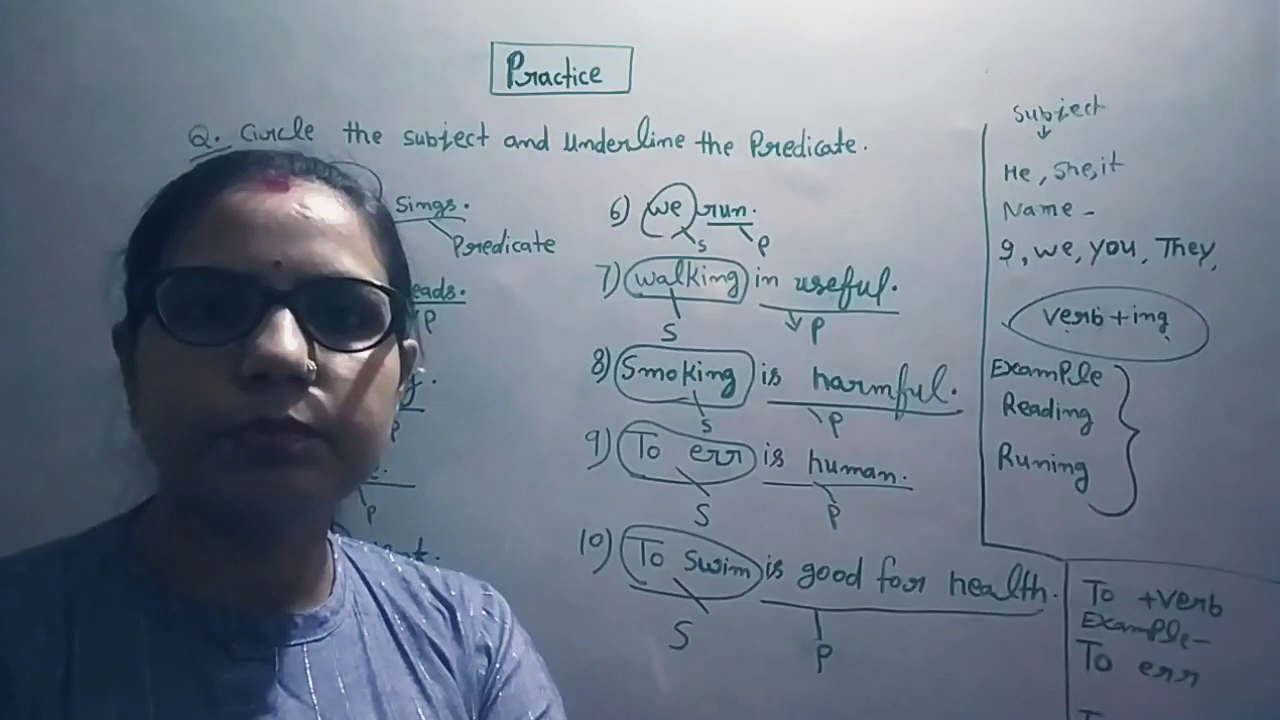 Practice
Q. Circle the subject and underline the Predicate.
Sings.
Predicate
eads.
P
P
P
6) we run.
S P
7) walking in useful.
S P
8) Smoking is harmful.
S P
9) To err is human.
S P
10) To swim is good for health.
S P
Subject
He, she, it
Name -
I, we, you, They,
verb+ing
Example
Reading
Runing
To +verb
Example-
To err